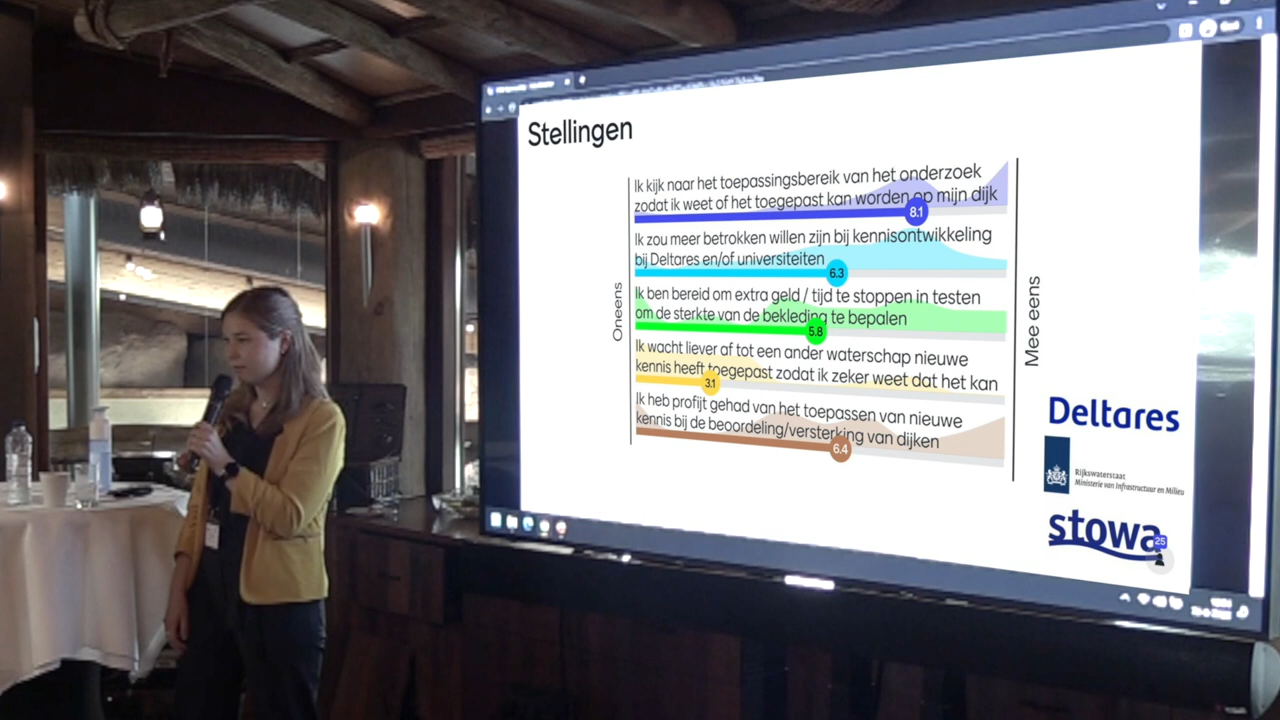 Stellingen
Ik kijk naar het toepassingsbereik van het onderzoek
zodat ik weet of het toegepast kan worden op mijn dijk
8.1
Ik zou meer betrokken willen zijn bij kennisontwikkeling
bij Deltares en/of universiteiten
6.3
Ik ben bereid om extra geld / tijd te stoppen in testen
om de sterkte van de bekleding te bepalen
5.8
Ik wacht liever af tot een ander waterschap nieuwe
kennis heeft toegepast zodat ik zeker weet dat het kan
3.1
Ik heb profijt gehad van het toepassen van nieuwe
kennis bij de beoordeling/versterking van dijken
6.4
Oneens
Mee eens
Deltares
Rijkswaterstaat
Ministerie van Infrastructuur en Milieu
stowa
25